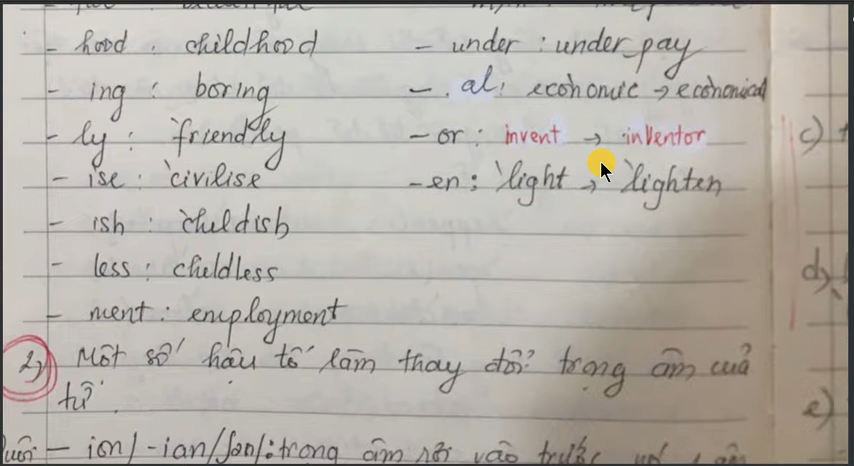 - hood : childhood
- ing : boring
- ly : 'friendly
- ise : 'civilise
- ish : 'childish
- less : childless
- ment : employment
- under : under pay
- al : economic → economical
- or : invent → inventor
- en : 'light → 'lighten
2) Một số hậu tố làm thay đổi trọng âm của
từ.
- ion / -ian / : trọng âm rơi vào trước
c)
d)
e)